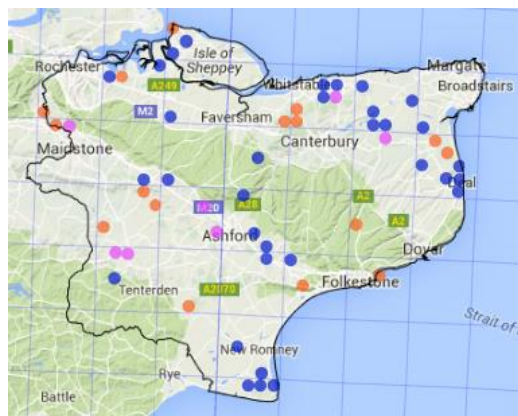 Isle of
Sheppey
Rochester
Margate
A249
Whitstable
Broadstairs
M2
Faversham
Canterbury
Maidstone
Deal
A2
M20
A28
A2
Ashford
Dover
Folkestone
Tenterden
A2070
Strait of
New Romney
Rye
Battle